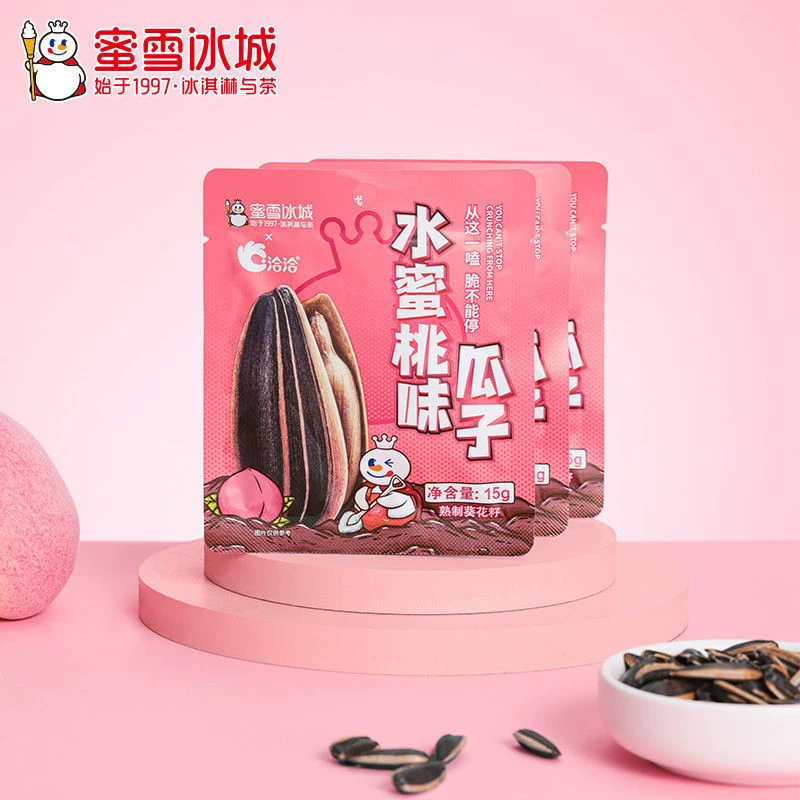 蜜雪冰城
始于1997·冰淇淋与茶
蜜雪冰城
始于1997·冰淇淋与茶
×
洽洽®
水蜜桃味
瓜子
从这一嗑 脆不能停
YOU CAN'T STOP
CRUNCHING FROM HERE
净含量: 15g
熟制葵花籽
图片仅供参考
YOU CAN'T STOP